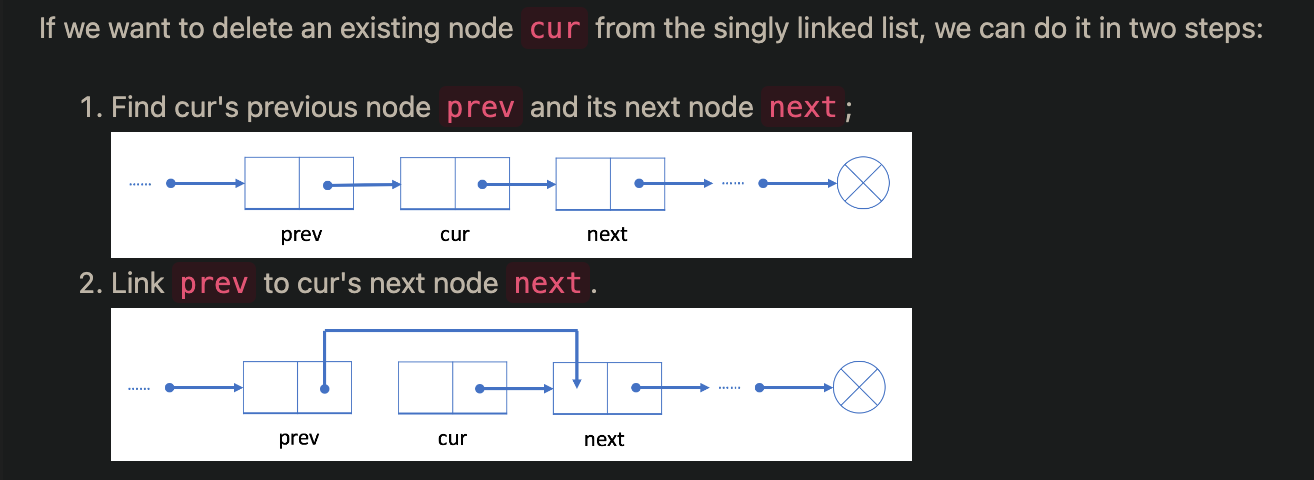 If we want to delete an existing node cur from the singly linked list, we can do it in two steps:
1. Find cur's previous node prev and its next node next;
...... ......
prev cur next
2. Link prev to cur's next node next.
...... ......
prev cur next